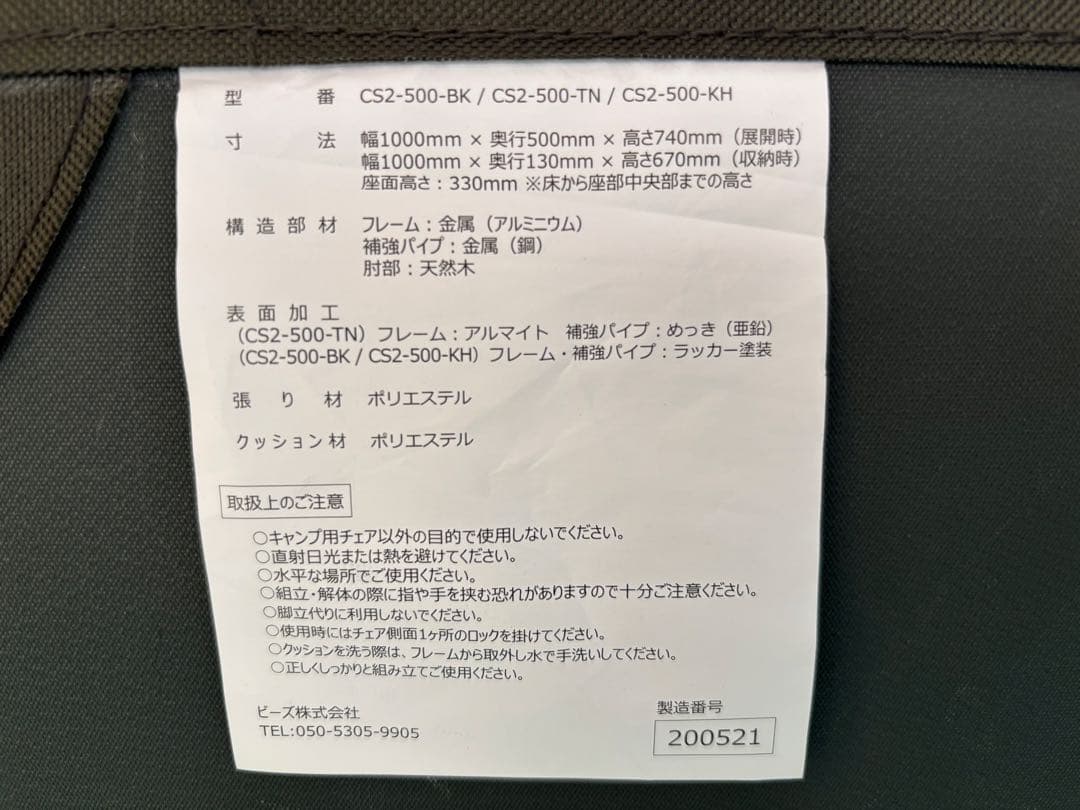 型番 CS2-500-BK / CS2-500-TN / CS2-500-KH
寸法 幅1000mm × 奥行500mm × 高さ740mm（展開時）
幅1000mm × 奥行130mm × 高さ670mm（収納時）
座面高さ：330mm ※床から座部中央部までの高さ
構造部材 フレーム：金属（アルミニウム）
補強パイプ：金属（鋼）
肘部：天然木
表面加工
（CS2-500-TN）フレーム：アルマイト 補強パイプ：めっき（亜鉛）
（CS2-500-BK / CS2-500-KH）フレーム・補強パイプ：ラッカー塗装
張り材 ポリエステル
クッション材 ポリエステル
取扱上のご注意
○キャンプ用チェア以外の目的で使用しないでください。
○直射日光または熱を避けてください。
○水平な場所でご使用ください。
○組立・解体の際に指や手を挟む恐れがありますので十分ご注意ください。
○脚立代りに利用しないでください。
○使用時にはチェア側面1ヶ所のロックを掛けてください。
○クッションを洗う際は、フレームから取外し水で手洗いしてください。
○正しくしっかりと組み立てご使用ください。
ビーズ株式会社
TEL:050-5305-9905
製造番号
200521